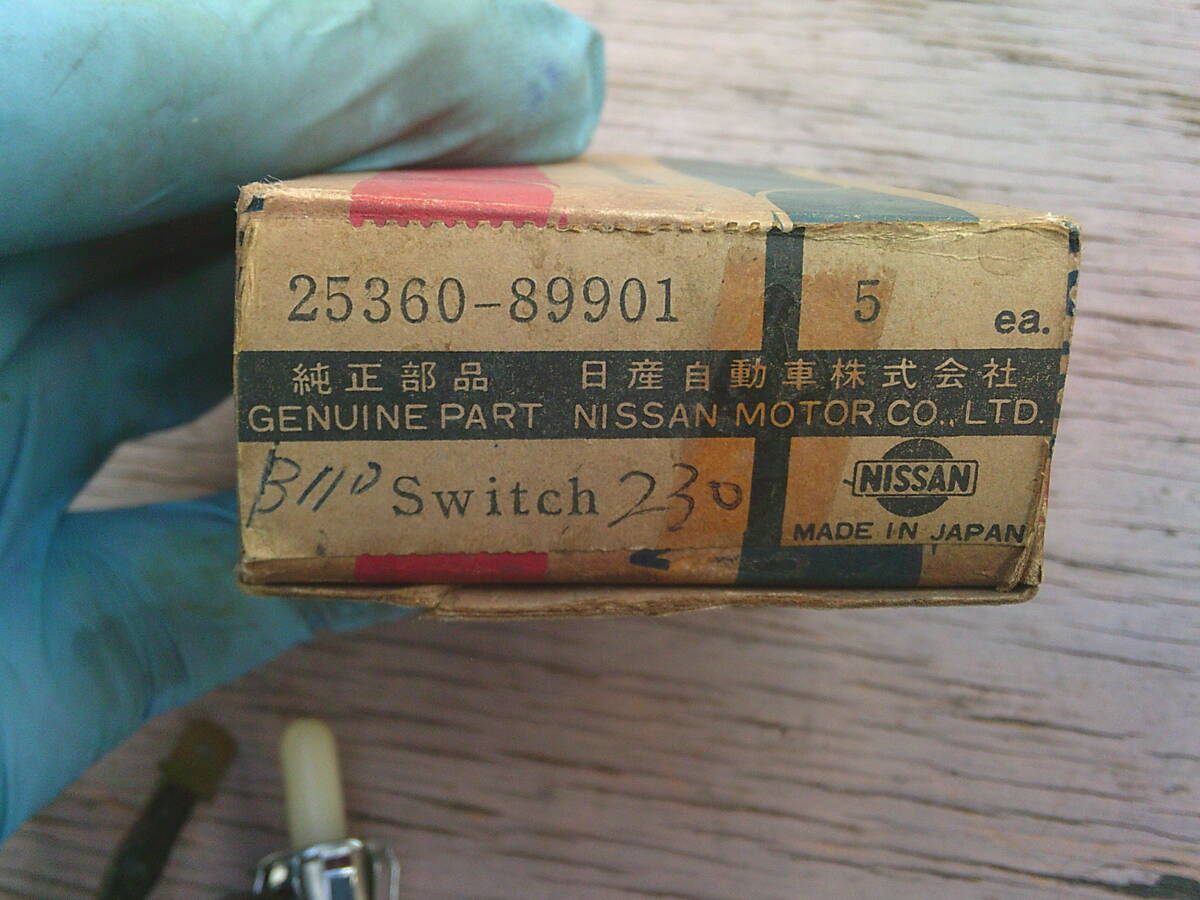 25360-89901 5 ea.
純正部品 日産自動車株式会社
GENUINE PART NISSAN MOTOR CO., LTD.
B110 Switch 230
NISSAN
MADE IN JAPAN